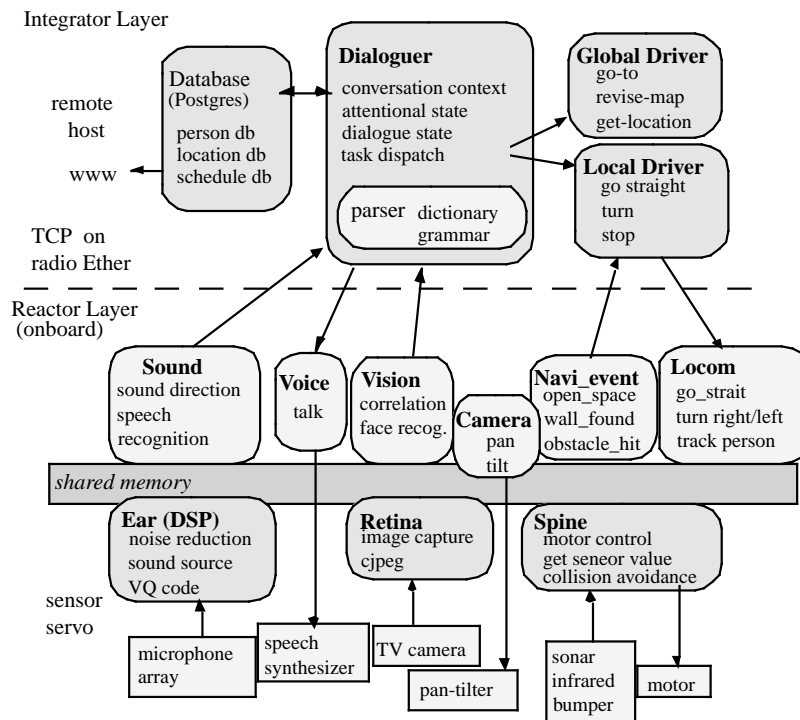 Integrator Layer
Database
(Postgres)
person db
location db
schedule db
remote
host
www
TCP on
radio Ether
Dialoguer
conversation context
attentional state
dialogue state
task dispatch
parser
dictionary
grammar
Global Driver
go-to
revise-map
get-location
Local Driver
go straight
turn
stop
Reactor Layer
(onboard)
Sound
sound direction
speech
recognition
Voice
talk
Vision
correlation
face recog.
Camera
pan
tilt
Navi_event
open_space
wall_found
obstacle_hit
Locom
go_strait
turn right/left
track person
shared memory
Ear (DSP)
noise reduction
sound source
VQ code
Retina
image capture
cjpeg
Spine
motor control
get seneor value
collision avoidance
sensor
servo
microphone
array
speech
synthesizer
TV camera
pan-tilter
sonar
infrared
bumper
motor